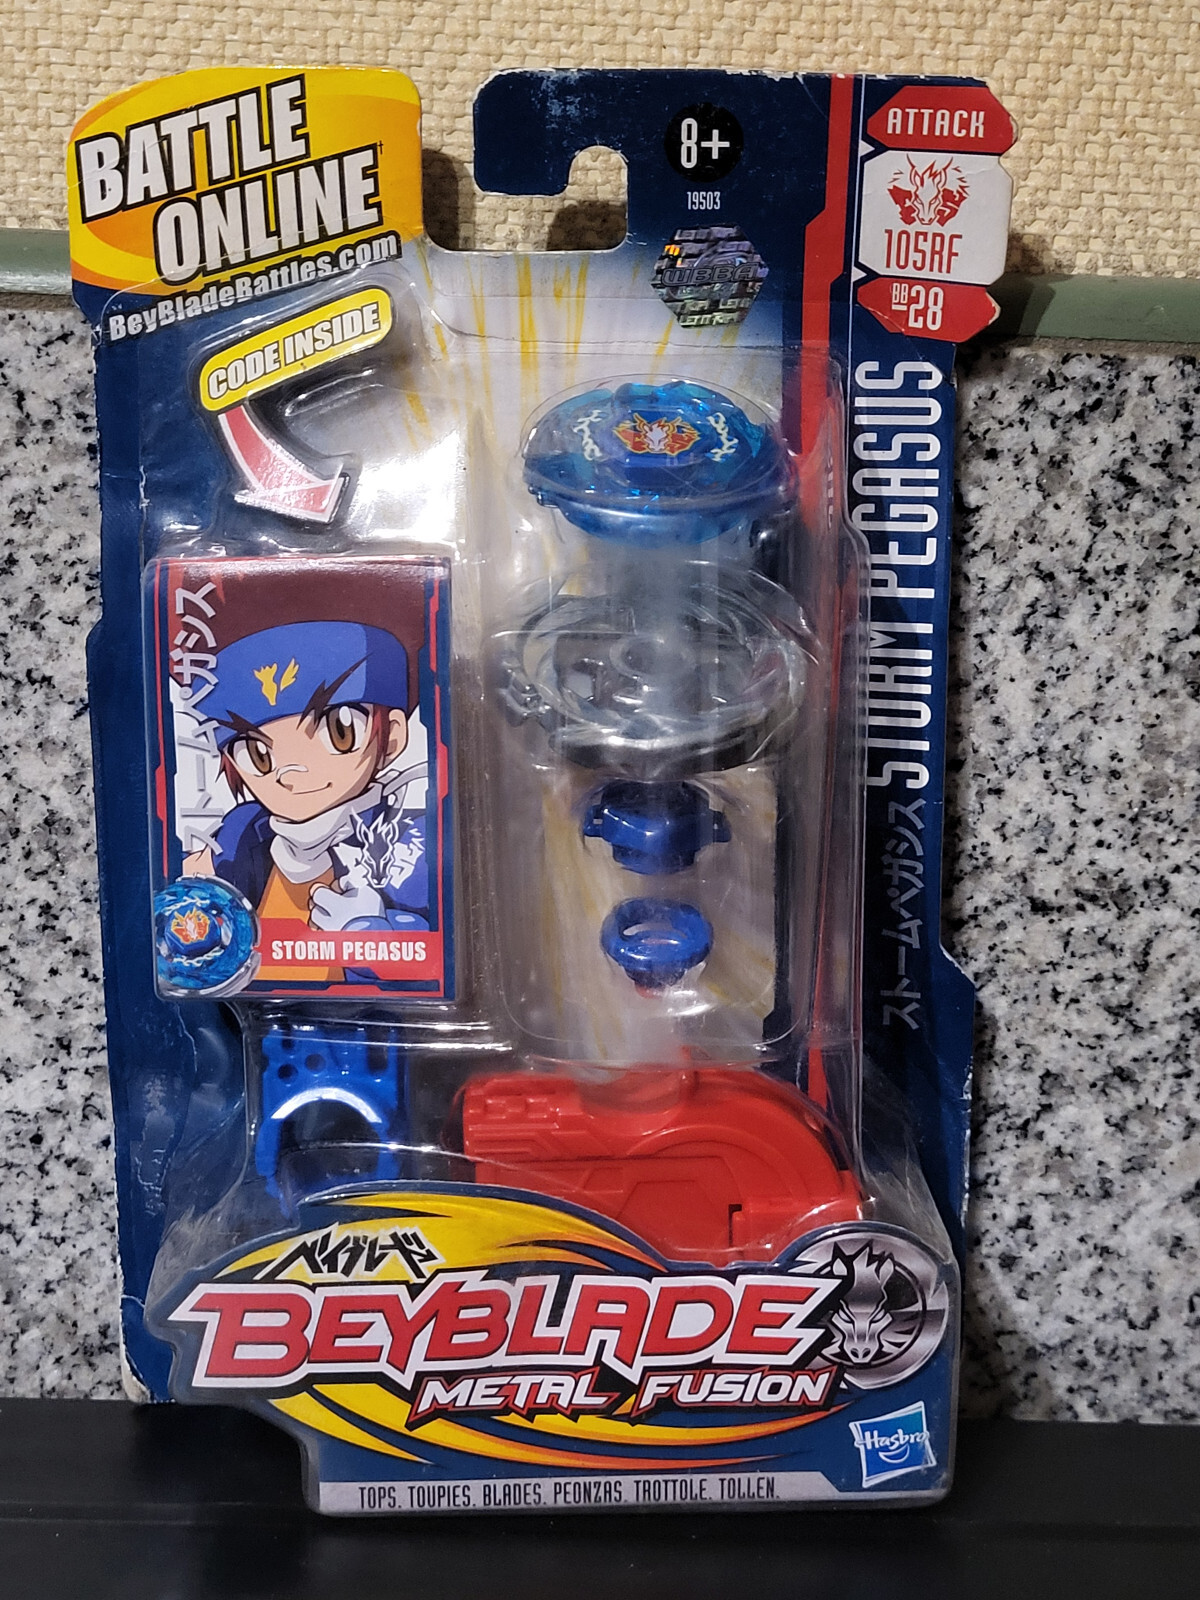 BATTLE
ONLINE†
BeyBladeBattles.com
CODE INSIDE
8+
19503
WBBA
ATTACK
105RF
BB
28
STORM PEGASUS
ストームペガシス
ストームペガシス
STORM PEGASUS
ベイブレード
BEYBLADE
METAL FUSION
Hasbro
TOPS. TOUPIES. BLADES. PEONZAS. TROTTOLE. TOLLEN.